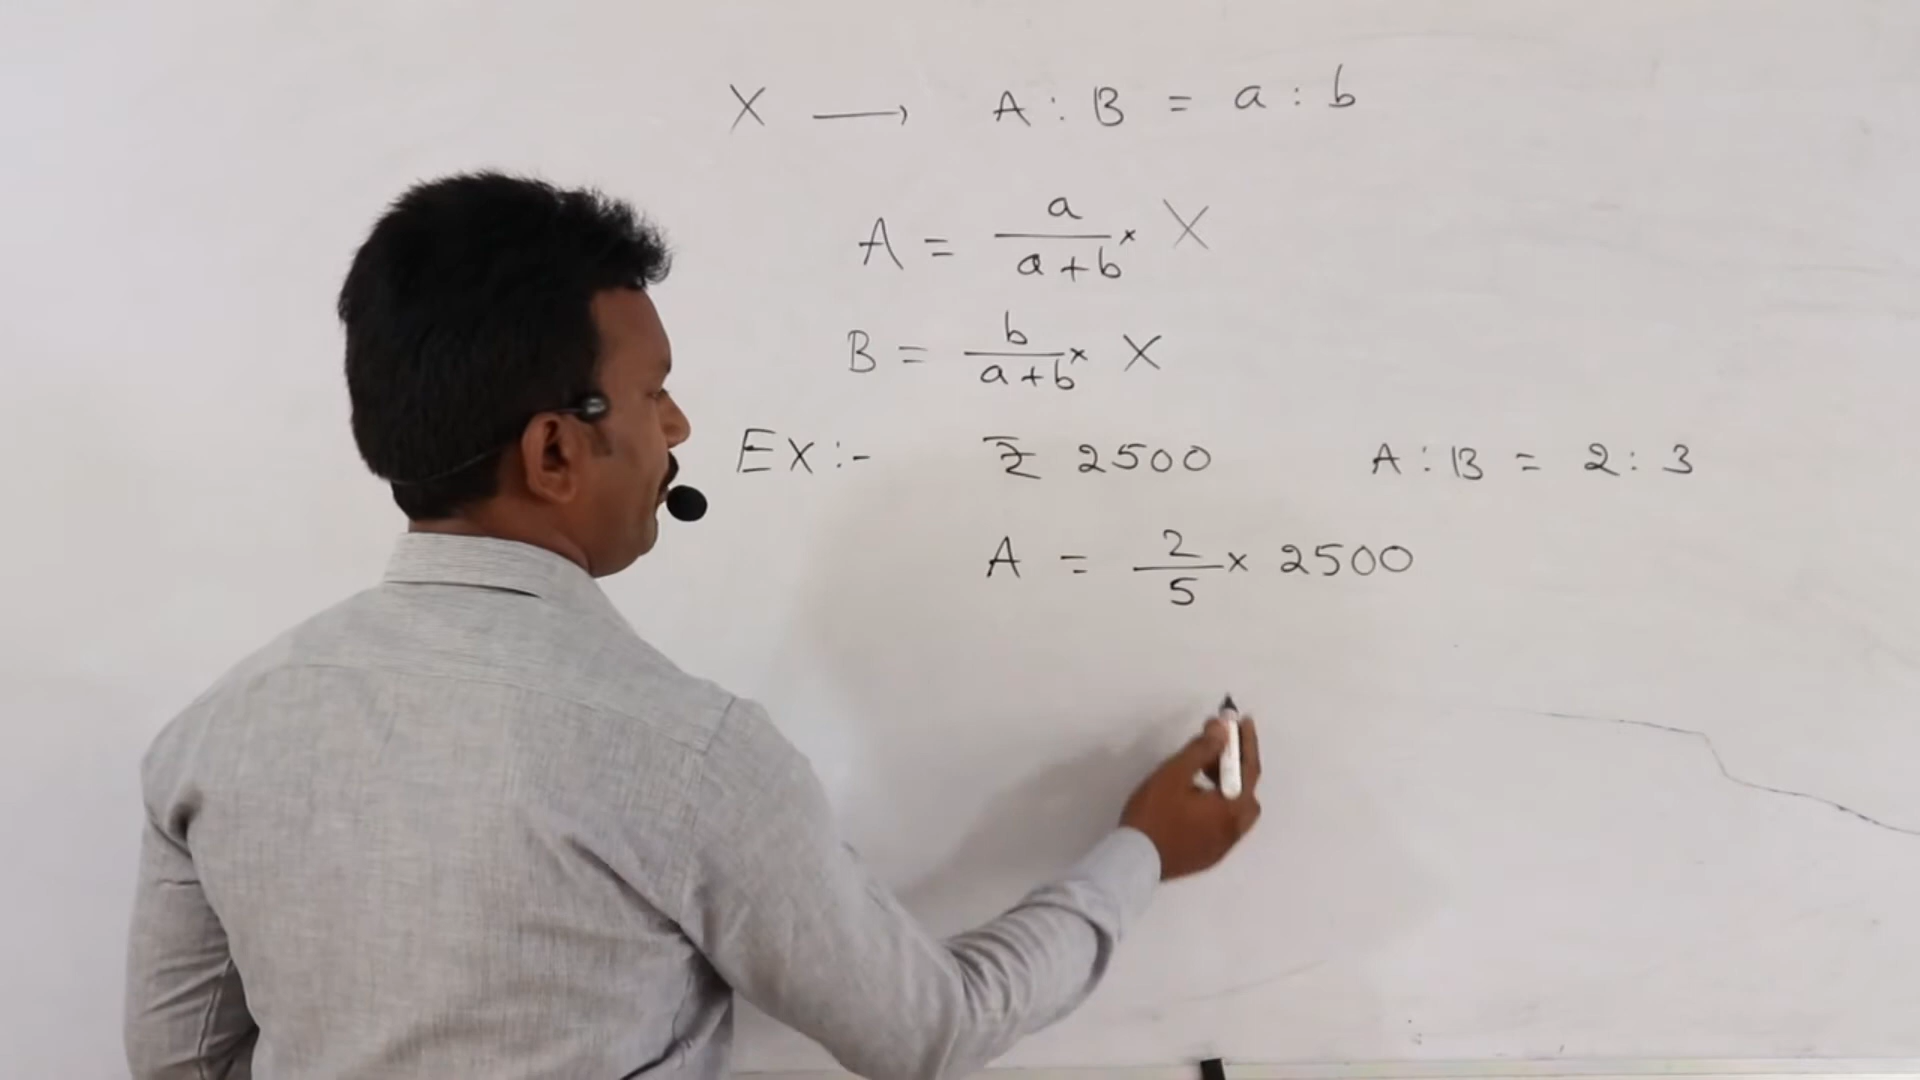 X → A : B = a : b
A = a/(a+b) × X
B = b/(a+b) × X
EX :- ₹ 2500 A : B = 2 : 3
A = 2/5 × 2500